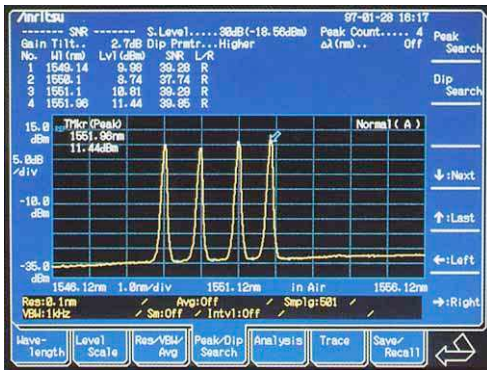 Anritsu
97-01-28 16:17
------- SNR ------- S.Level.....30dB(-18.56dBm) Peak Count..... 4
Gain Tilt.. 2.7dB Dip Prmtr...Higher Δλ(nm).. Off
No. Wl(nm) Lvl(dBm) SNR L/R
1 1549.14 9.98 39.28 R
2 1550.1 8.74 37.74 R
3 1551.1 10.81 39.29 R
4 1551.96 11.44 39.85 R
Peak
Search
Dip
Search
↓:Next
↑:Last
←:Left
→:Right
15.0
dBm
TMkr(Peak)
1551.96nm
11.44dBm
Normal( A )
5.0dB
/div
-10.0
dBm
-35.0
dBm
1546.12nm 1.0nm/div 1551.12nm in Air 1556.12nm
Res:0.1nm / Avg:Off / Smplg:501 /
VBW:1kHz / Sm:Off / Intvl:Off / /
Wave-
length
Level
Scale
Res/VBW/
Avg
Peak/Dip
Search
Analysis
Trace
Save/
Recall